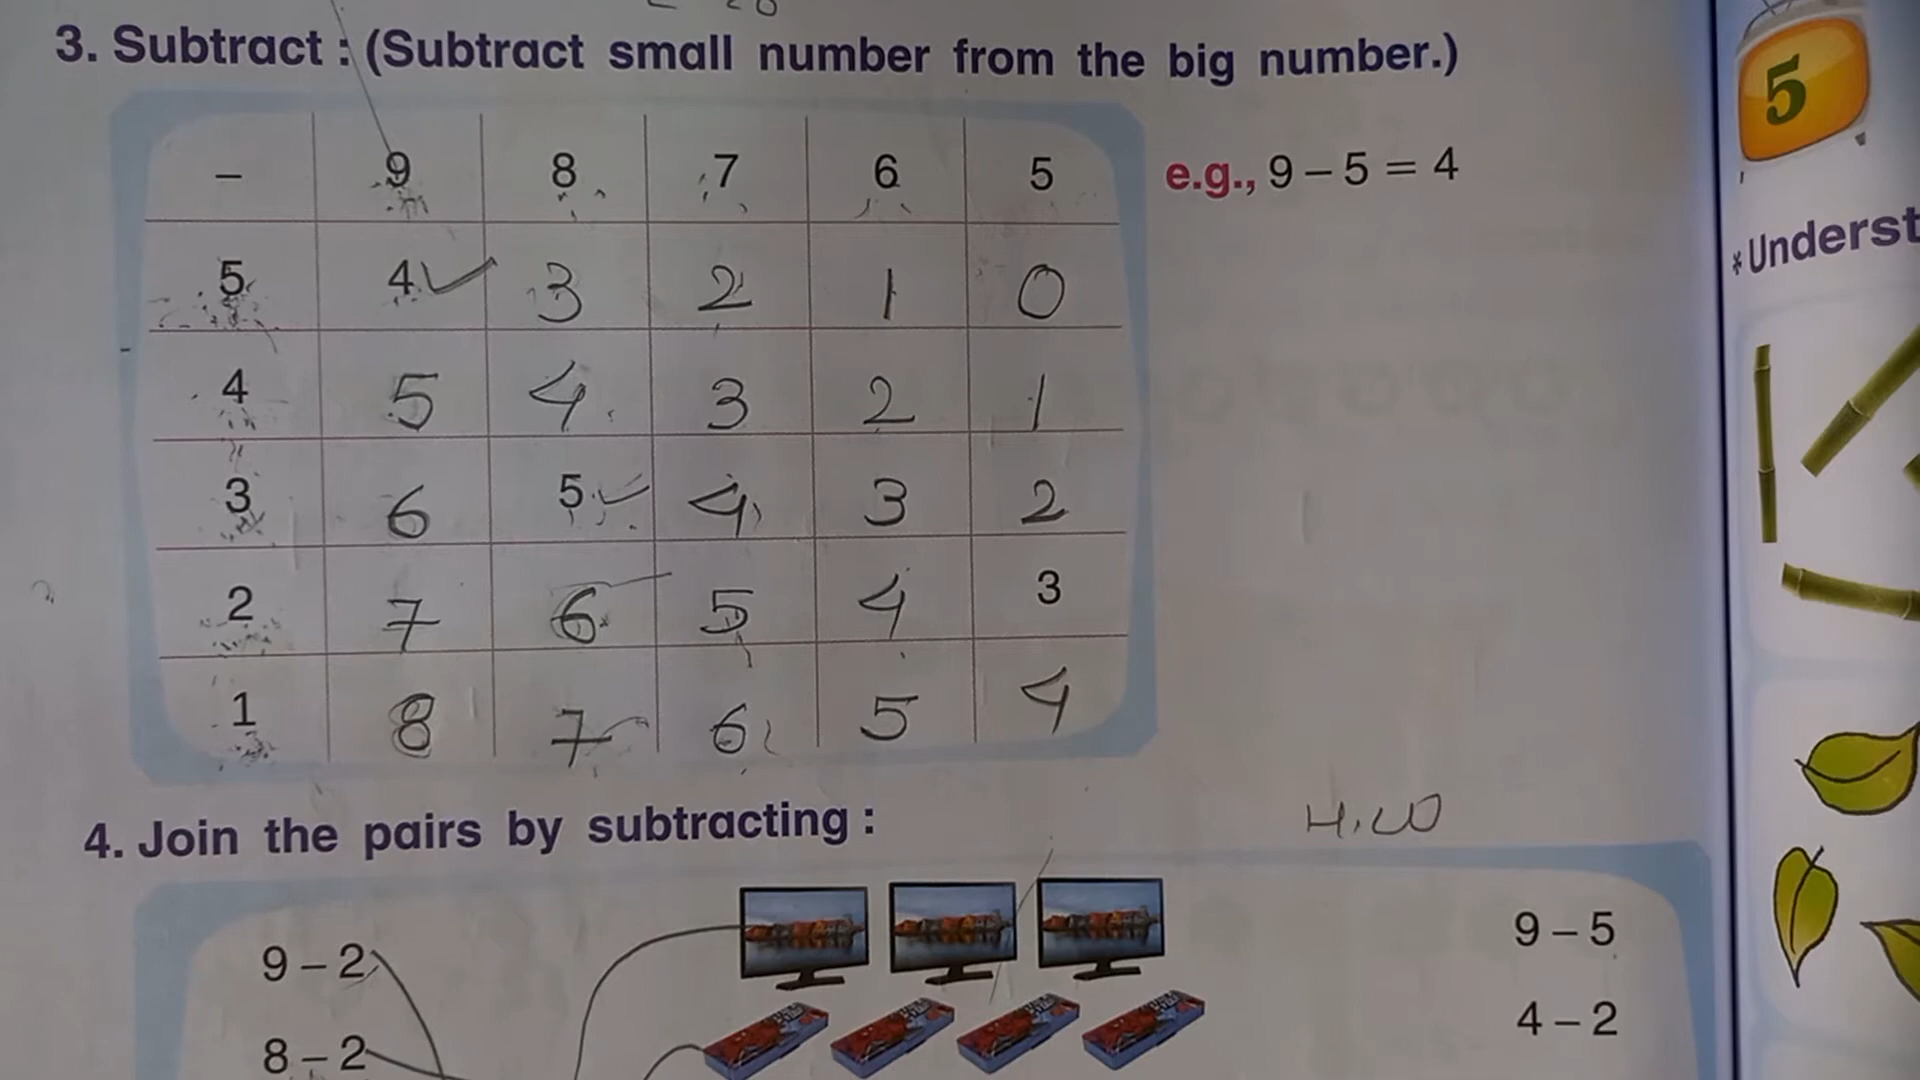 3. Subtract : (Subtract small number from the big number.)
– 9 8 7 6 5
e.g., 9 – 5 = 4
5 4 3 2 1 0
4 5 4 3 2 1
3 6 5 4 3 2
2 7 6 5 4 3
1 8 7 6 5 4
4. Join the pairs by subtracting :
9 – 2
8 – 2
9 – 5
4 – 2
5
*Underst